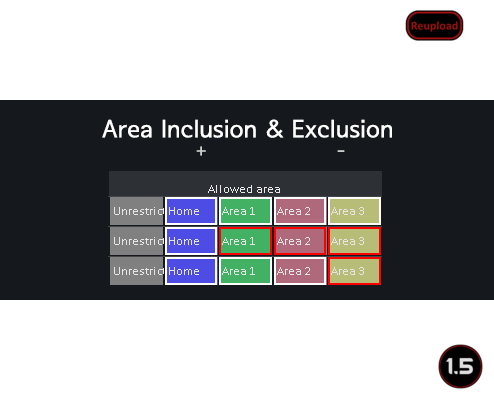 Reupload
Area Inclusion & Exclusion
+ -
Allowed area
Unrestric Home Area 1 Area 2 Area 3
Unrestric Home Area 1 Area 2 Area 3
Unrestric Home Area 1 Area 2 Area 3
1.5